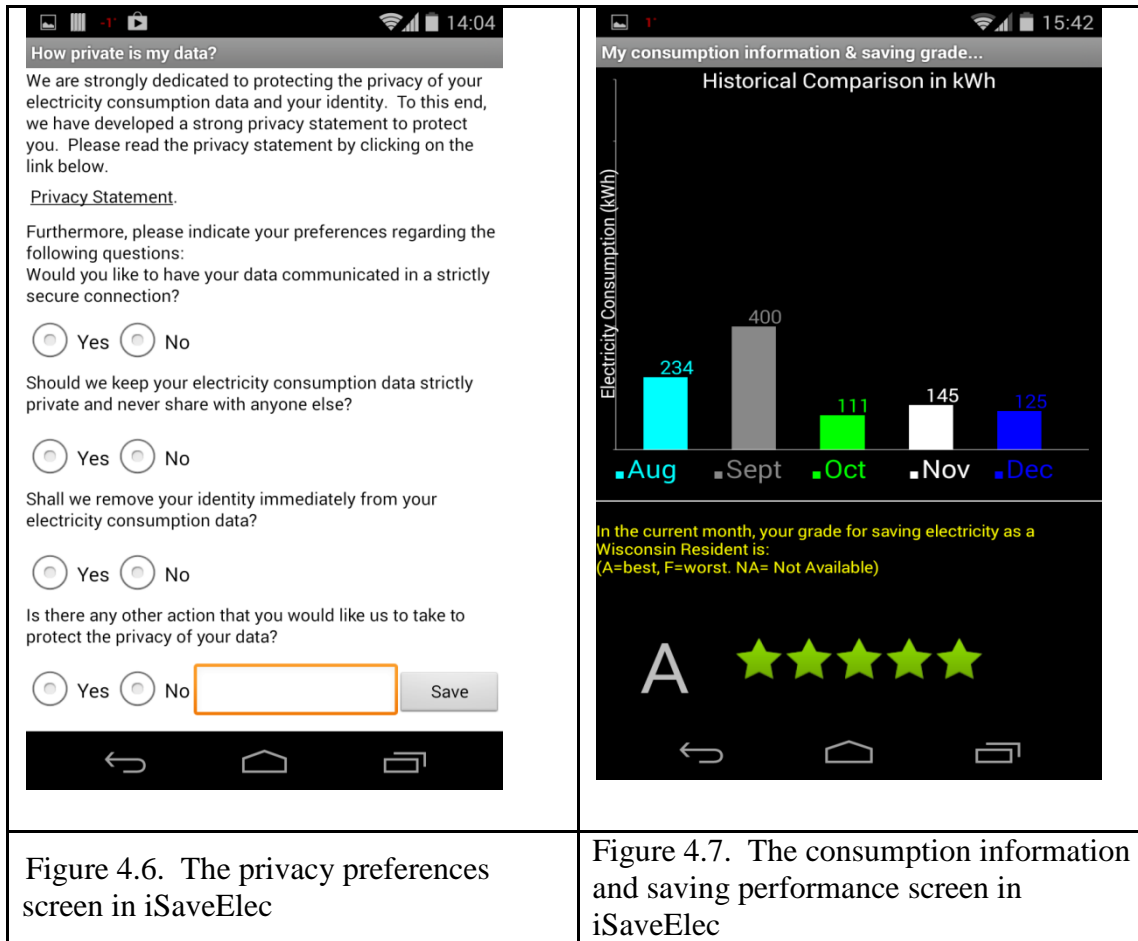 -1°
14:04
How private is my data?
We are strongly dedicated to protecting the privacy of your
electricity consumption data and your identity.  To this end,
we have developed a strong privacy statement to protect
you.  Please read the privacy statement by clicking on the
link below.
Privacy Statement.
Furthermore, please indicate your preferences regarding the
following questions:
Would you like to have your data communicated in a strictly
secure connection?
Yes No
Should we keep your electricity consumption data strictly
private and never share with anyone else?
Yes No
Shall we remove your identity immediately from your
electricity consumption data?
Yes No
Is there any other action that you would like us to take to
protect the privacy of your data?
Yes No Save
Figure 4.6.  The privacy preferences
screen in iSaveElec
1°
15:42
My consumption information & saving grade...
Historical Comparison in kWh
Electricity Consumption (kWh)
234
400
111
145
125
Aug Sept Oct Nov Dec
In the current month, your grade for saving electricity as a
Wisconsin Resident is:
(A=best, F=worst. NA= Not Available)
A
Figure 4.7.  The consumption information
and saving performance screen in
iSaveElec